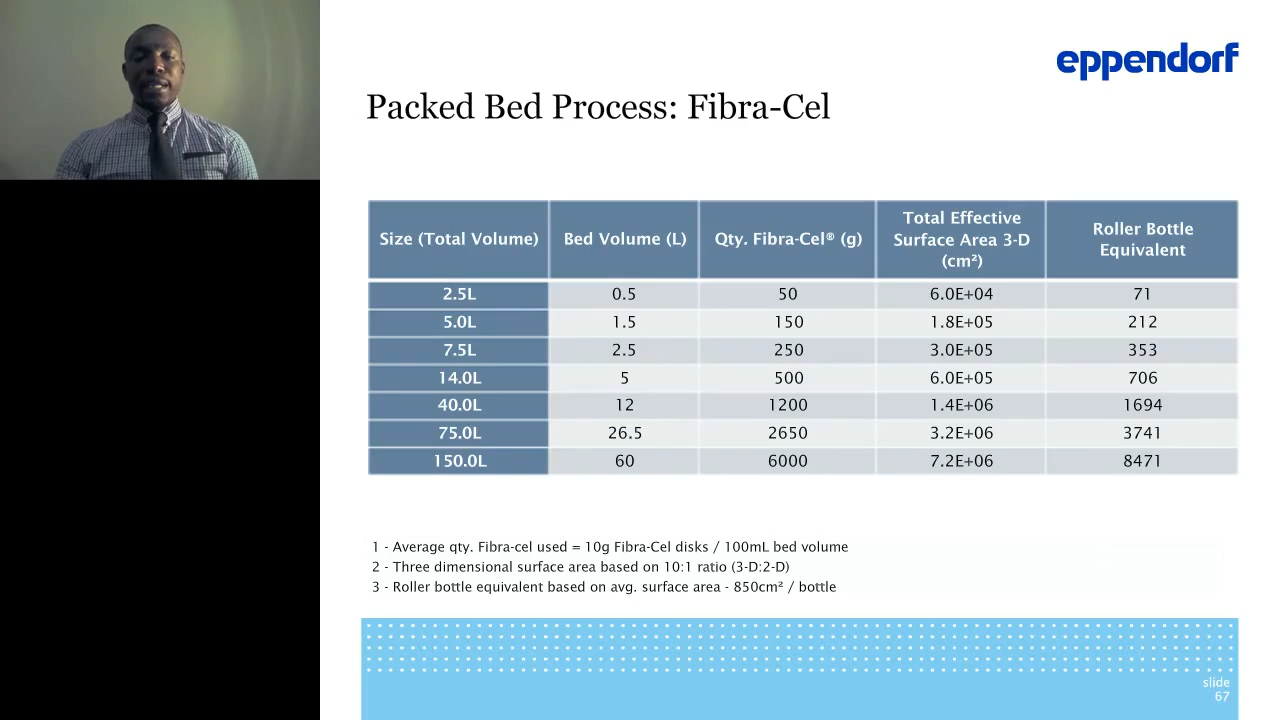 eppendorf
Packed Bed Process: Fibra-Cel
Size (Total Volume) Bed Volume (L) Qty. Fibra-Cel® (g) Total Effective Surface Area 3-D (cm²) Roller Bottle Equivalent
2.5L 0.5 50 6.0E+04 71
5.0L 1.5 150 1.8E+05 212
7.5L 2.5 250 3.0E+05 353
14.0L 5 500 6.0E+05 706
40.0L 12 1200 1.4E+06 1694
75.0L 26.5 2650 3.2E+06 3741
150.0L 60 6000 7.2E+06 8471
1 - Average qty. Fibra-cel used = 10g Fibra-Cel disks / 100mL bed volume
2 - Three dimensional surface area based on 10:1 ratio (3-D:2-D)
3 - Roller bottle equivalent based on avg. surface area - 850cm² / bottle
slide
67